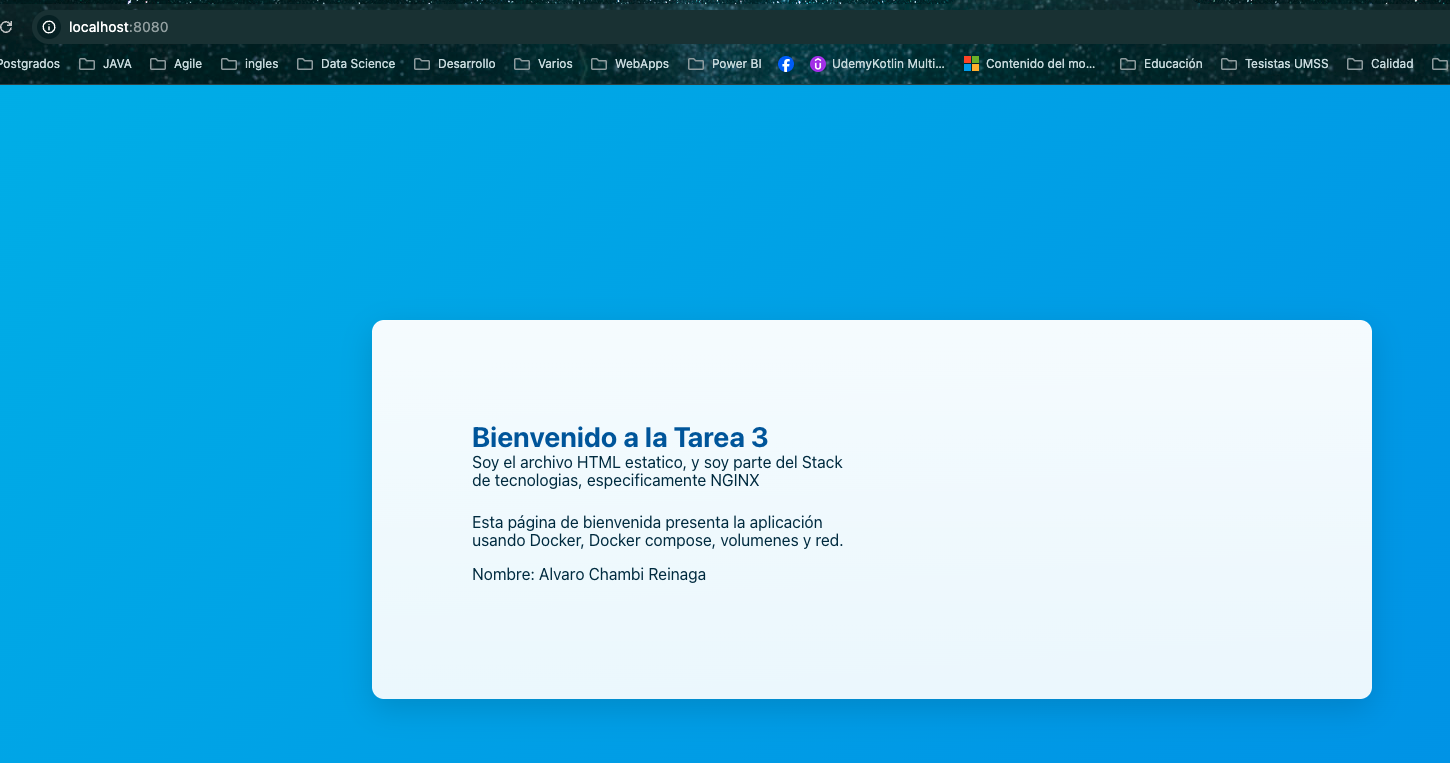 localhost:8080
Postgrados JAVA Agile ingles Data Science Desarrollo Varios WebApps Power BI UdemyKotlin Multi... Contenido del mo... Educación Tesistas UMSS Calidad
Bienvenido a la Tarea 3
Soy el archivo HTML estatico, y soy parte del Stack
de tecnologias, especificamente NGINX
Esta página de bienvenida presenta la aplicación
usando Docker, Docker compose, volumenes y red.
Nombre: Alvaro Chambi Reinaga